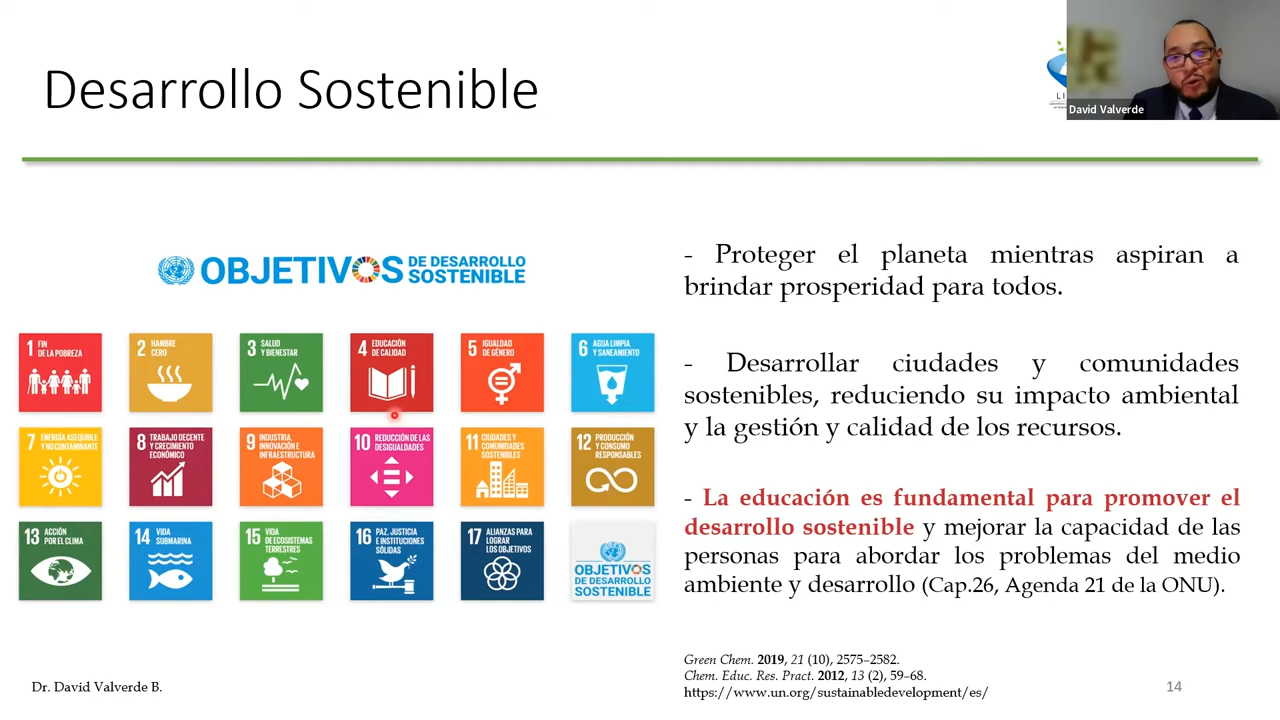 Desarrollo Sostenible
David Valverde
OBJETIVOS DE DESARROLLO
SOSTENIBLE
1 FIN
DE LA POBREZA
2 HAMBRE
CERO
3 SALUD
Y BIENESTAR
4 EDUCACIÓN
DE CALIDAD
5 IGUALDAD
DE GÉNERO
6 AGUA LIMPIA
Y SANEAMIENTO
7 ENERGÍA ASEQUIBLE
Y NO CONTAMINANTE
8 TRABAJO DECENTE
Y CRECIMIENTO
ECONÓMICO
9 INDUSTRIA,
INNOVACIÓN E
INFRAESTRUCTURA
10 REDUCCIÓN DE LAS
DESIGUALDADES
11 CIUDADES Y
COMUNIDADES
SOSTENIBLES
12 PRODUCCIÓN
Y CONSUMO
RESPONSABLES
13 ACCIÓN
POR EL CLIMA
14 VIDA
SUBMARINA
15 VIDA
DE ECOSISTEMAS
TERRESTRES
16 PAZ, JUSTICIA
E INSTITUCIONES
SÓLIDAS
17 ALIANZAS PARA
LOGRAR
LOS OBJETIVOS
OBJETIVOS
DE DESARROLLO
SOSTENIBLE
- Proteger el planeta mientras aspiran a
brindar prosperidad para todos.
- Desarrollar ciudades y comunidades
sostenibles, reduciendo su impacto ambiental
y la gestión y calidad de los recursos.
- La educación es fundamental para promover el
desarrollo sostenible y mejorar la capacidad de las
personas para abordar los problemas del medio
ambiente y desarrollo (Cap.26, Agenda 21 de la ONU).
Green Chem. 2019, 21 (10), 2575–2582.
Chem. Educ. Res. Pract. 2012, 13 (2), 59–68.
https://www.un.org/sustainabledevelopment/es/
Dr. David Valverde B.
14